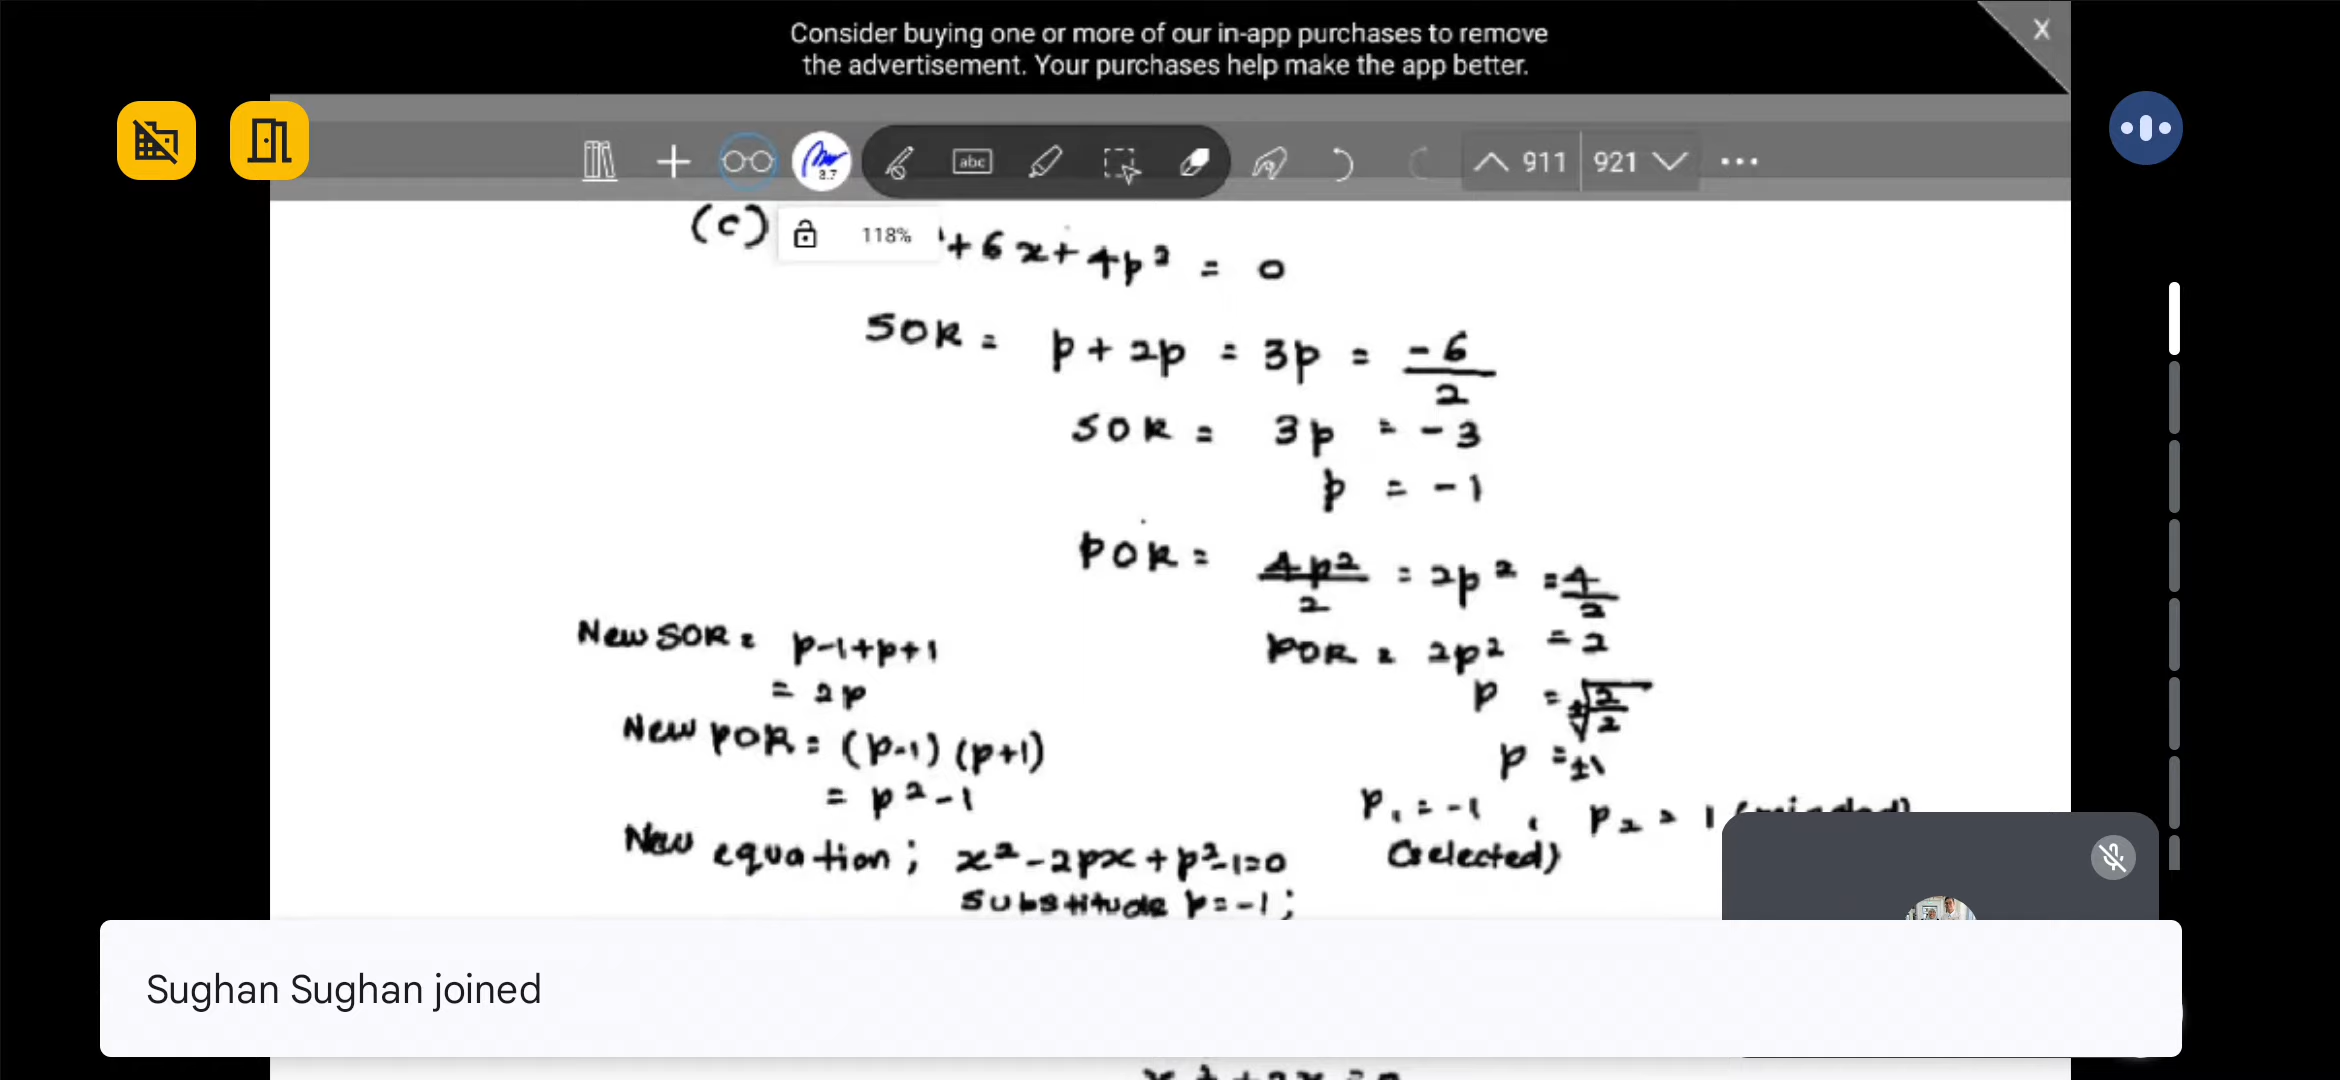 Consider buying one or more of our in-app purchases to remove
the advertisement. Your purchases help make the app better.
X
2.7
abc
911
921
118%
(c) + 6x + 4p² = 0
SOR = p + 2p = 3p = -6/2
SOR = 3p = -3
p = -1
POR = 4p²/2 = 2p² = 4/2
New SOR = p-1+p+1
POR = 2p² = 2
= 2p
p = ±√2/2
New POR = (p-1) (p+1)
p = ±1
= p² - 1
P₁ = -1 , P₂ = 1
(selected)
New equation ; x² - 2px + p² - 1 = 0
Substitude p = -1 ;
Sughan Sughan joined